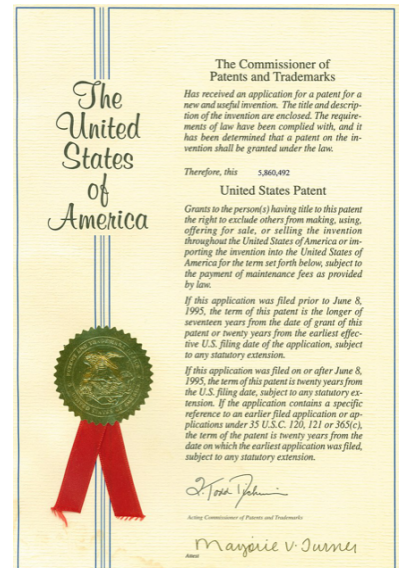 The
United
States
of
America
The Commissioner of
Patents and Trademarks
Has received an application for a patent for a
new and useful invention. The title and descrip-
tion of the invention are enclosed. The require-
ments of law have been complied with, and it
has been determined that a patent on the in-
vention shall be granted under the law.
Therefore, this 5,860,492
United States Patent
Grants to the person(s) having title to this patent
the right to exclude others from making, using,
offering for sale, or selling the invention
throughout the United States of America or im-
porting the invention into the United States of
America for the term set forth below, subject to
the payment of maintenance fees as provided
by law.
If this application was filed prior to June 8,
1995, the term of this patent is the longer of
seventeen years from the date of grant of this
patent or twenty years from the earliest effec-
tive U.S. filing date of the application, subject
to any statutory extension.
If this application was filed on or after June 8,
1995, the term of this patent is twenty years from
the U.S. filing date, subject to any statutory ex-
tension. If the application contains a specific
reference to an earlier filed application or ap-
plications under 35 U.S.C. 120, 121 or 365(c),
the term of the patent is twenty years from the
date on which the earliest application was filed,
subject to any statutory extension.
Q. Todd Dickinson
Acting Commissioner of Patents and Trademarks
Marjorie V. Turner
Attest